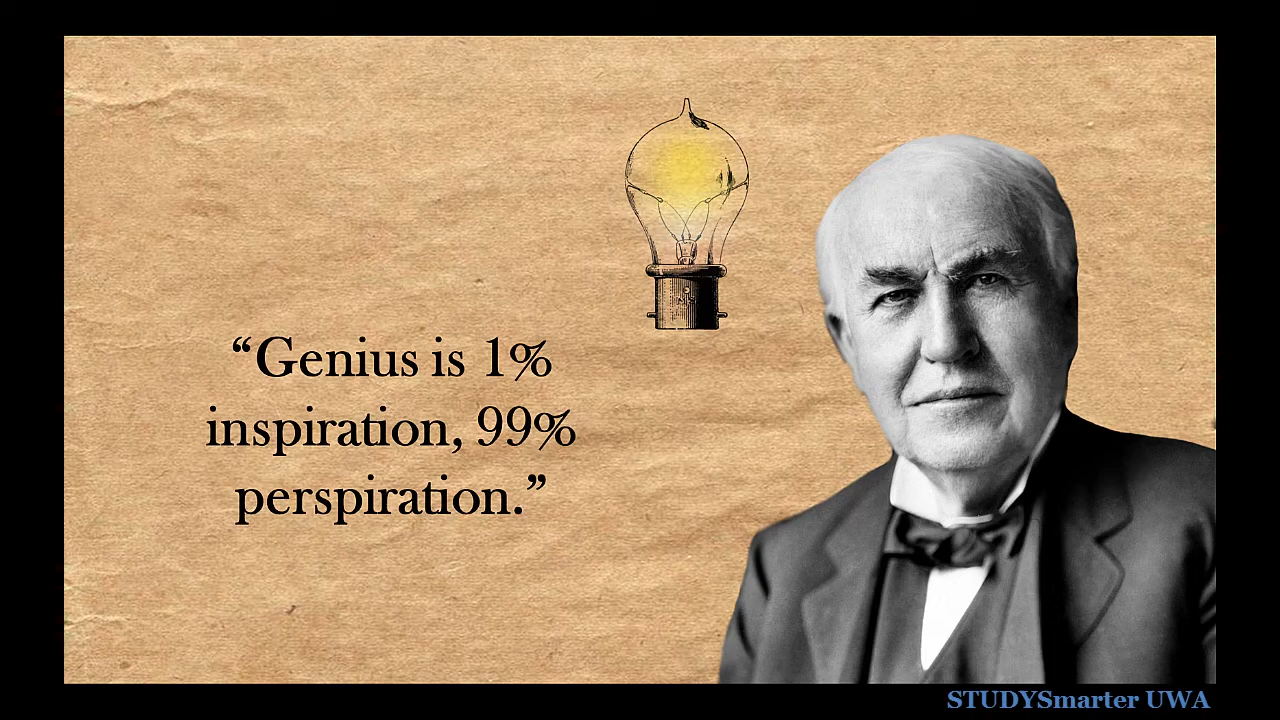 “Genius is 1%
inspiration, 99%
perspiration.”
STUDYSmarter UWA